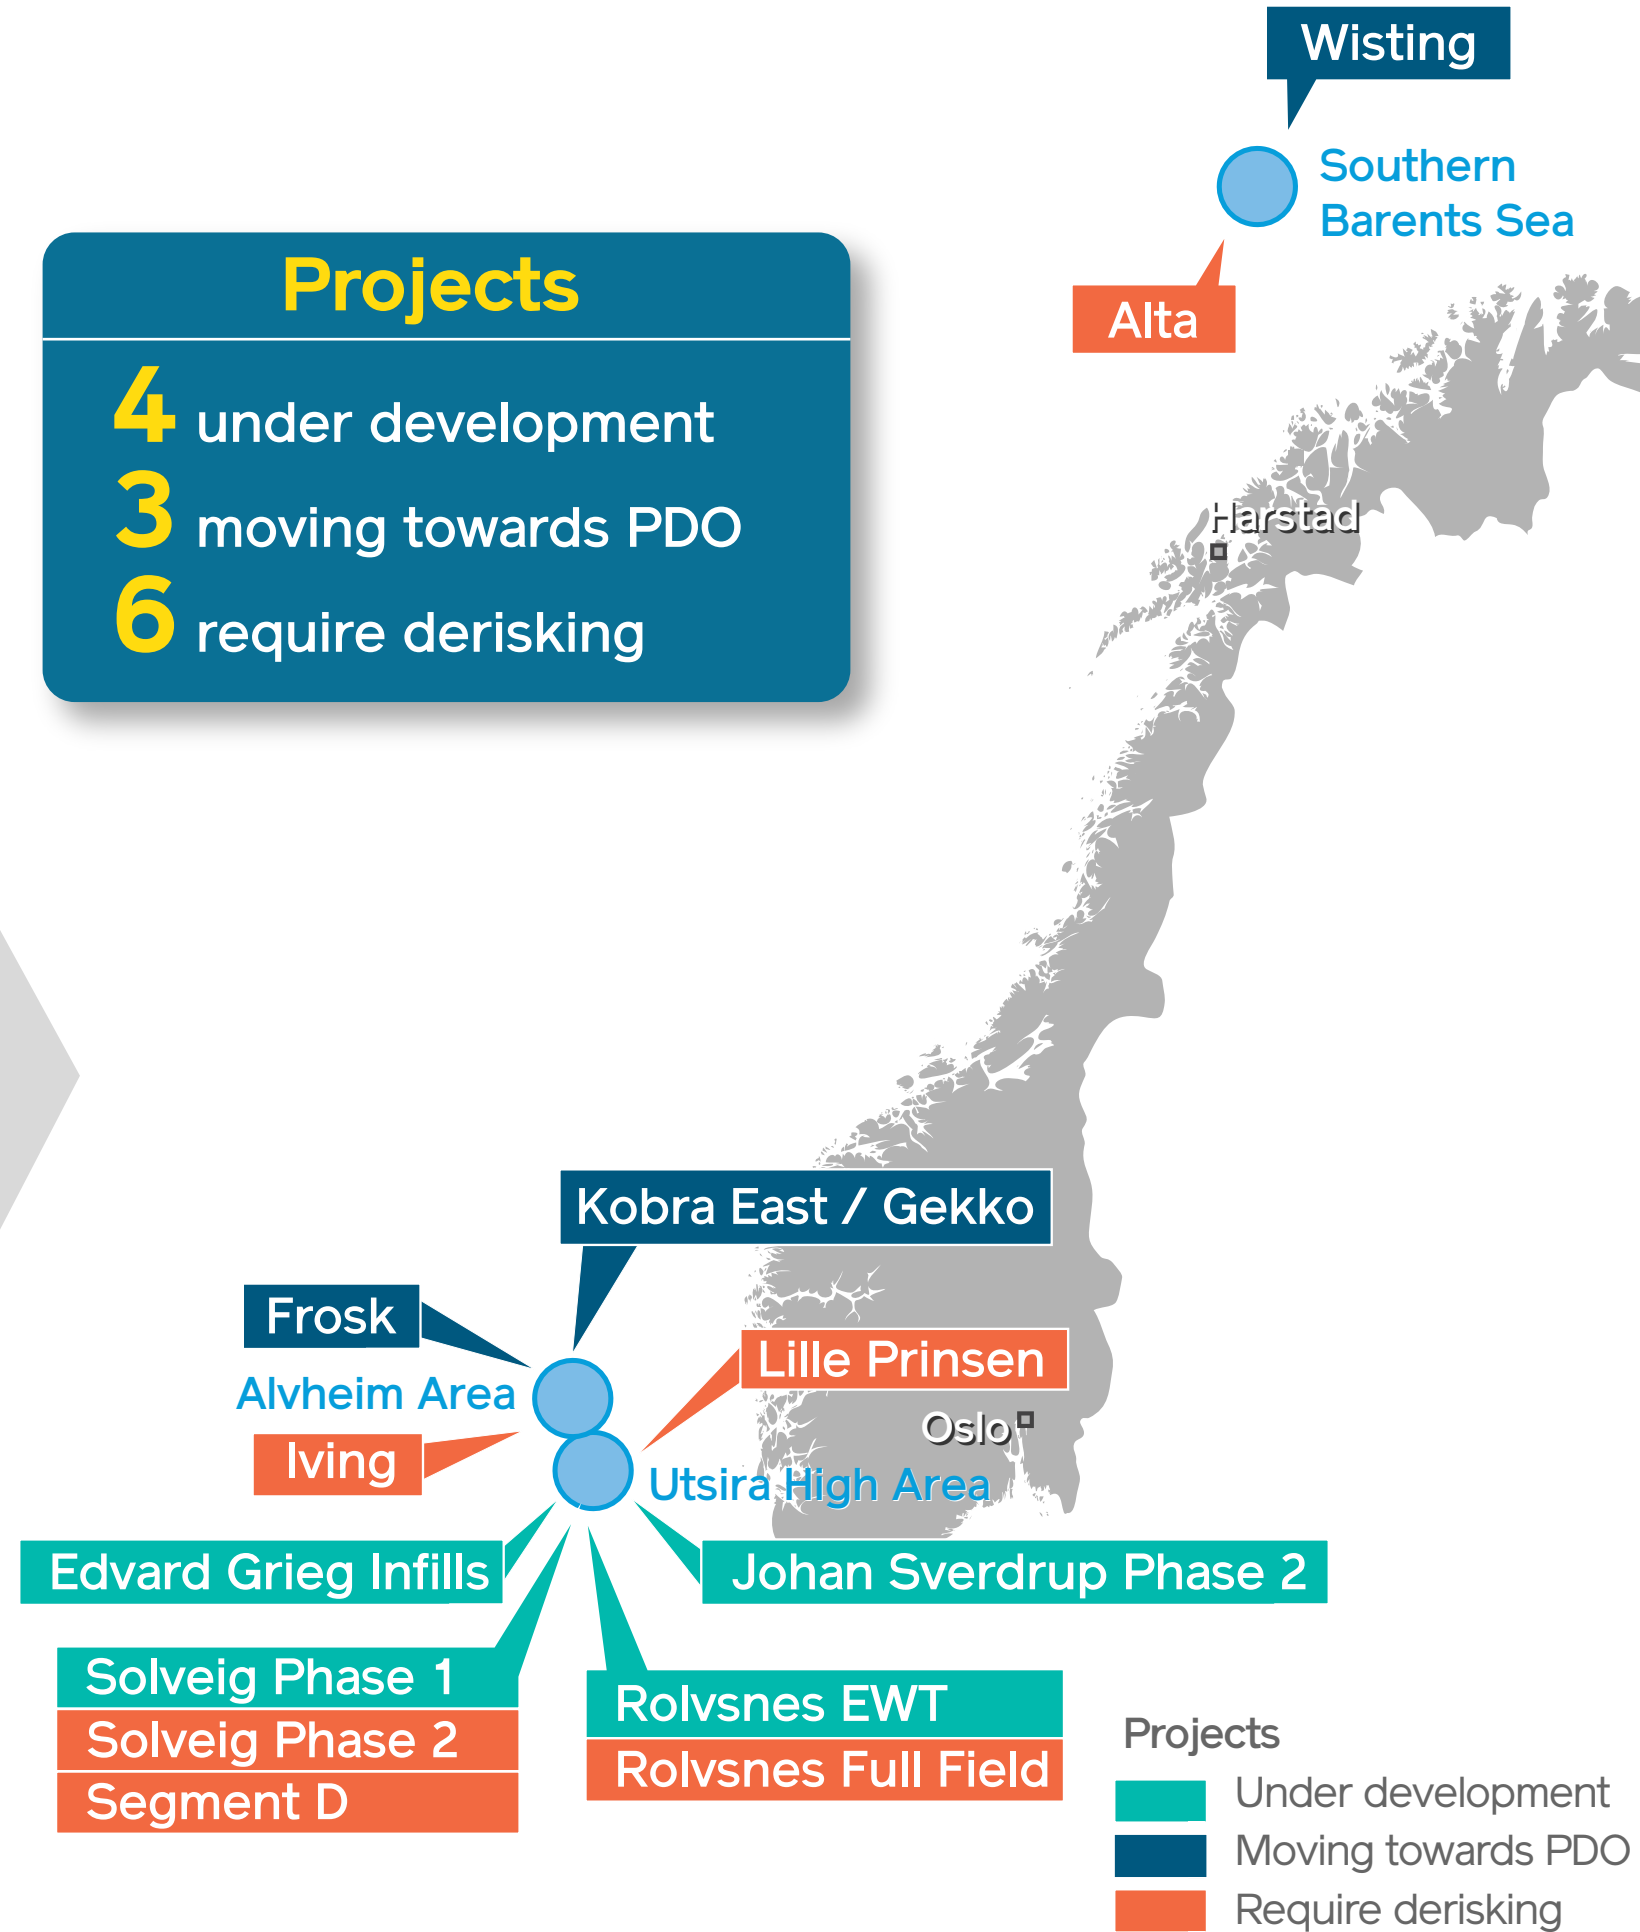 Wisting
Southern
Barents Sea
Alta
Projects
4 under development
3 moving towards PDO
6 require derisking
Harstad
Kobra East / Gekko
Frosk
Alvheim Area
Iving
Lille Prinsen
Oslo
Utsira High Area
Edvard Grieg Infills
Johan Sverdrup Phase 2
Solveig Phase 1
Solveig Phase 2
Segment D
Rolvsnes EWT
Rolvsnes Full Field
Projects
Under development
Moving towards PDO
Require derisking